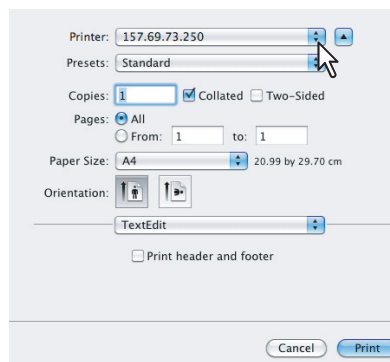 Printer: 157.69.73.250
Presets: Standard
Copies: 1 Collated Two-Sided
Pages: All
From: 1 to: 1
Paper Size: A4 20.99 by 29.70 cm
Orientation:
TextEdit
Print header and footer
Cancel Print